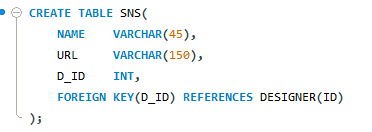 CREATE TABLE SNS(
NAME VARCHAR(45),
URL VARCHAR(150),
D_ID INT,
FOREIGN KEY(D_ID) REFERENCES DESIGNER(ID)
);